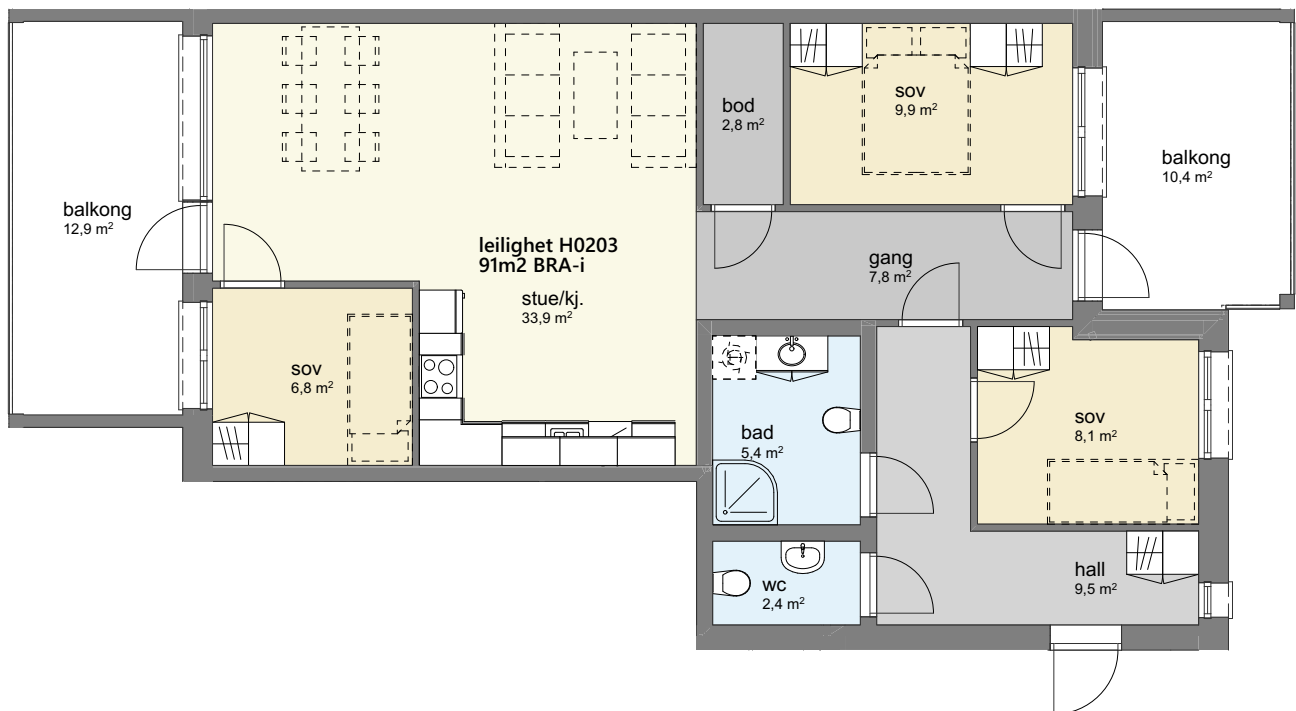 bod
2,8 m²
sov
9,9 m²
balkong
10,4 m²
balkong
12,9 m²
leilighet H0203
91m2 BRA-i
stue/kj.
33,9 m²
gang
7,8 m²
sov
6,8 m²
bad
5,4 m²
sov
8,1 m²
wc
2,4 m²
hall
9,5 m²